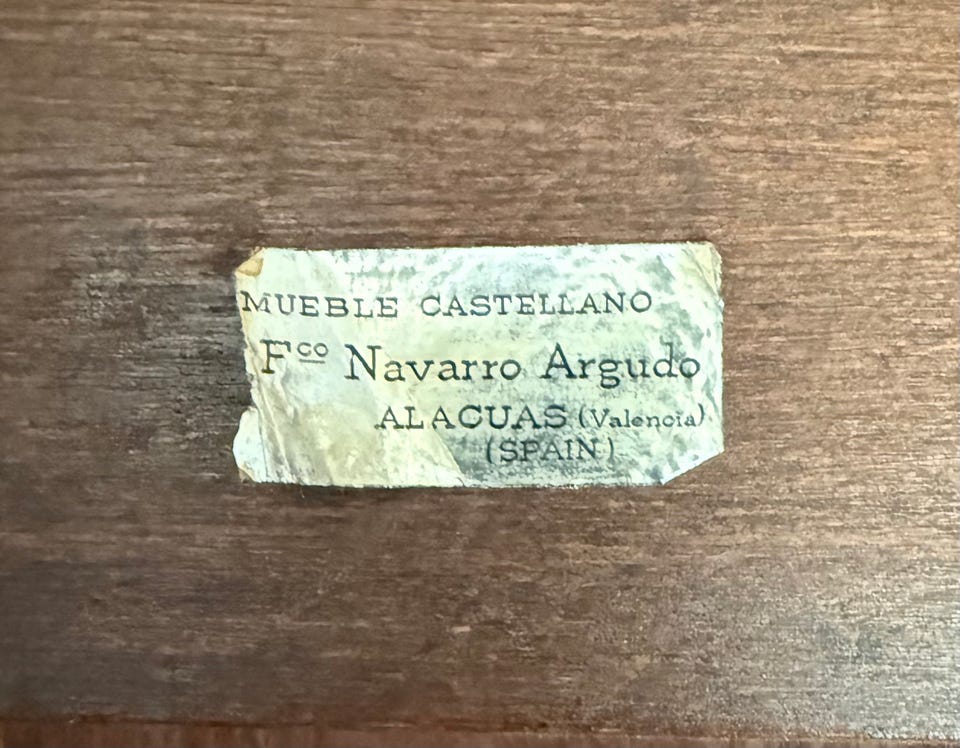 MUEBLE CASTELLANO
Fco Navarro Argudo
ALACUAS (Valencia)
(SPAIN)